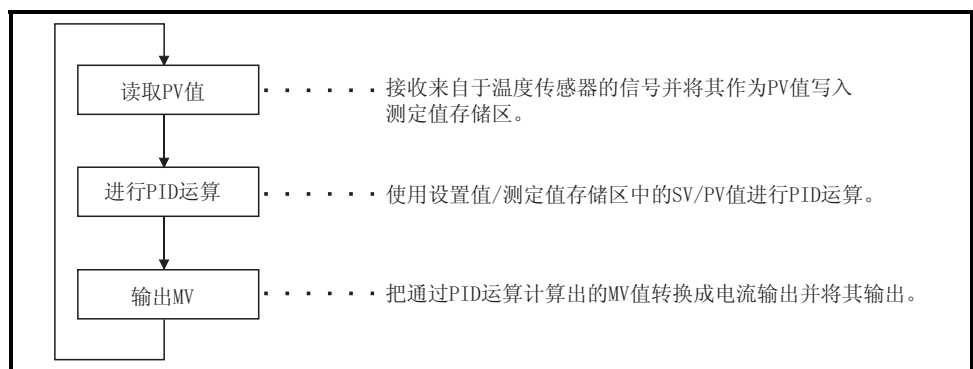 读取PV值
接收来自于温度传感器的信号并将其作为PV值写入
测定值存储区。
进行PID运算
使用设置值/测定值存储区中的SV/PV值进行PID运算。
输出MV
把通过PID运算计算出的MV值转换成电流输出并将其输出。